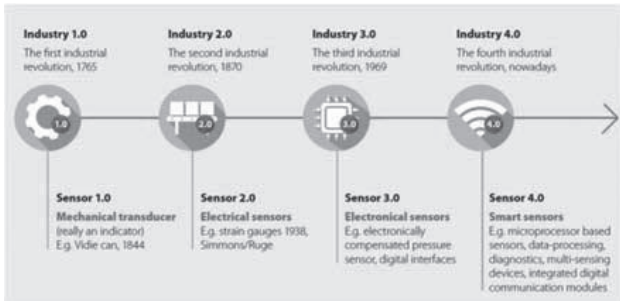 Industry 1.0
The first industrial
revolution, 1765
Industry 2.0
The second industrial
revolution, 1870
Industry 3.0
The third industrial
revolution, 1969
Industry 4.0
The fourth industrial
revolution, nowadays
1.0
2.0
3.0
4.0
Sensor 1.0
Mechanical transducer
(really an indicator)
E.g. Vidie can, 1844
Sensor 2.0
Electrical sensors
E.g. strain gauges 1938,
Simmons/Ruge
Sensor 3.0
Electronical sensors
E.g. electronically
compensated pressure
sensor, digital interfaces
Sensor 4.0
Smart sensors
E.g. microprocessor based
sensors, data-processing,
diagnostics, multi-sensing
devices, integrated digital
communication modules